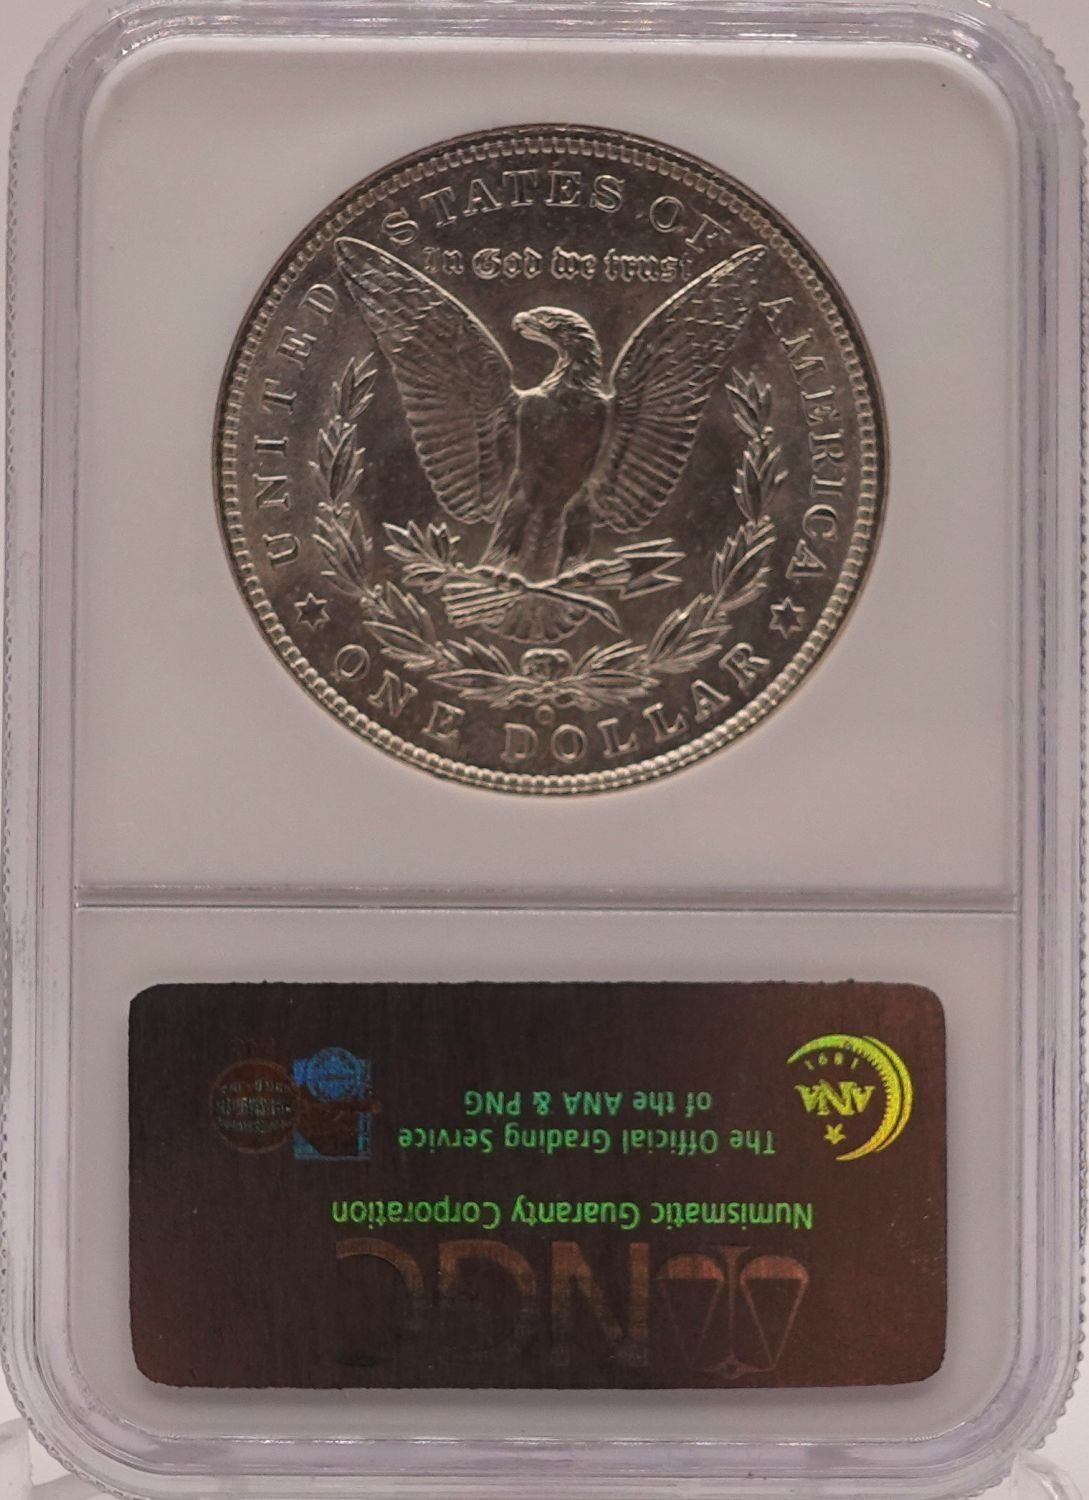 UNITED STATES OF AMERICA
In God we trust
O
ONE DOLLAR
NGC
Numismatic Guaranty Corporation
The Official Grading Service
of the ANA & PNG
1891
ANA